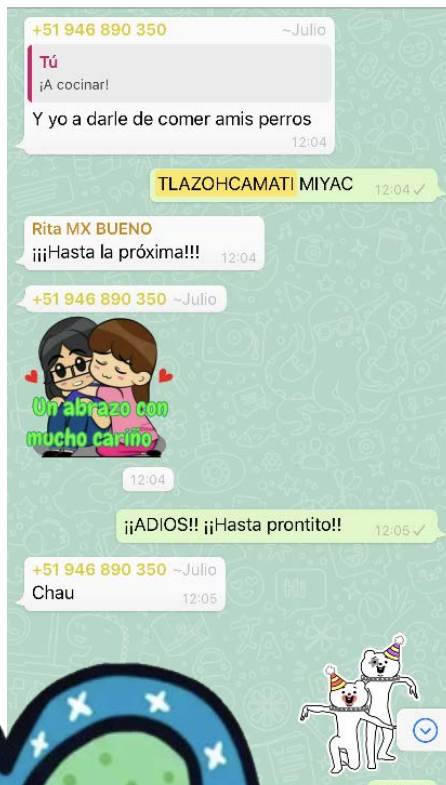 +51 946 890 350 ~Julio
Tú
¡A cocinar!
Y yo a darle de comer amis perros
12:04
TLAZOHCAMATI MIYAC 12:04
Rita MX BUENO
¡¡¡Hasta la próxima!!! 12:04
+51 946 890 350 ~Julio
Un abrazo con
mucho cariño
12:04
¡¡ADIOS!! ¡¡Hasta prontito!! 12:05
+51 946 890 350 ~Julio
Chau 12:05